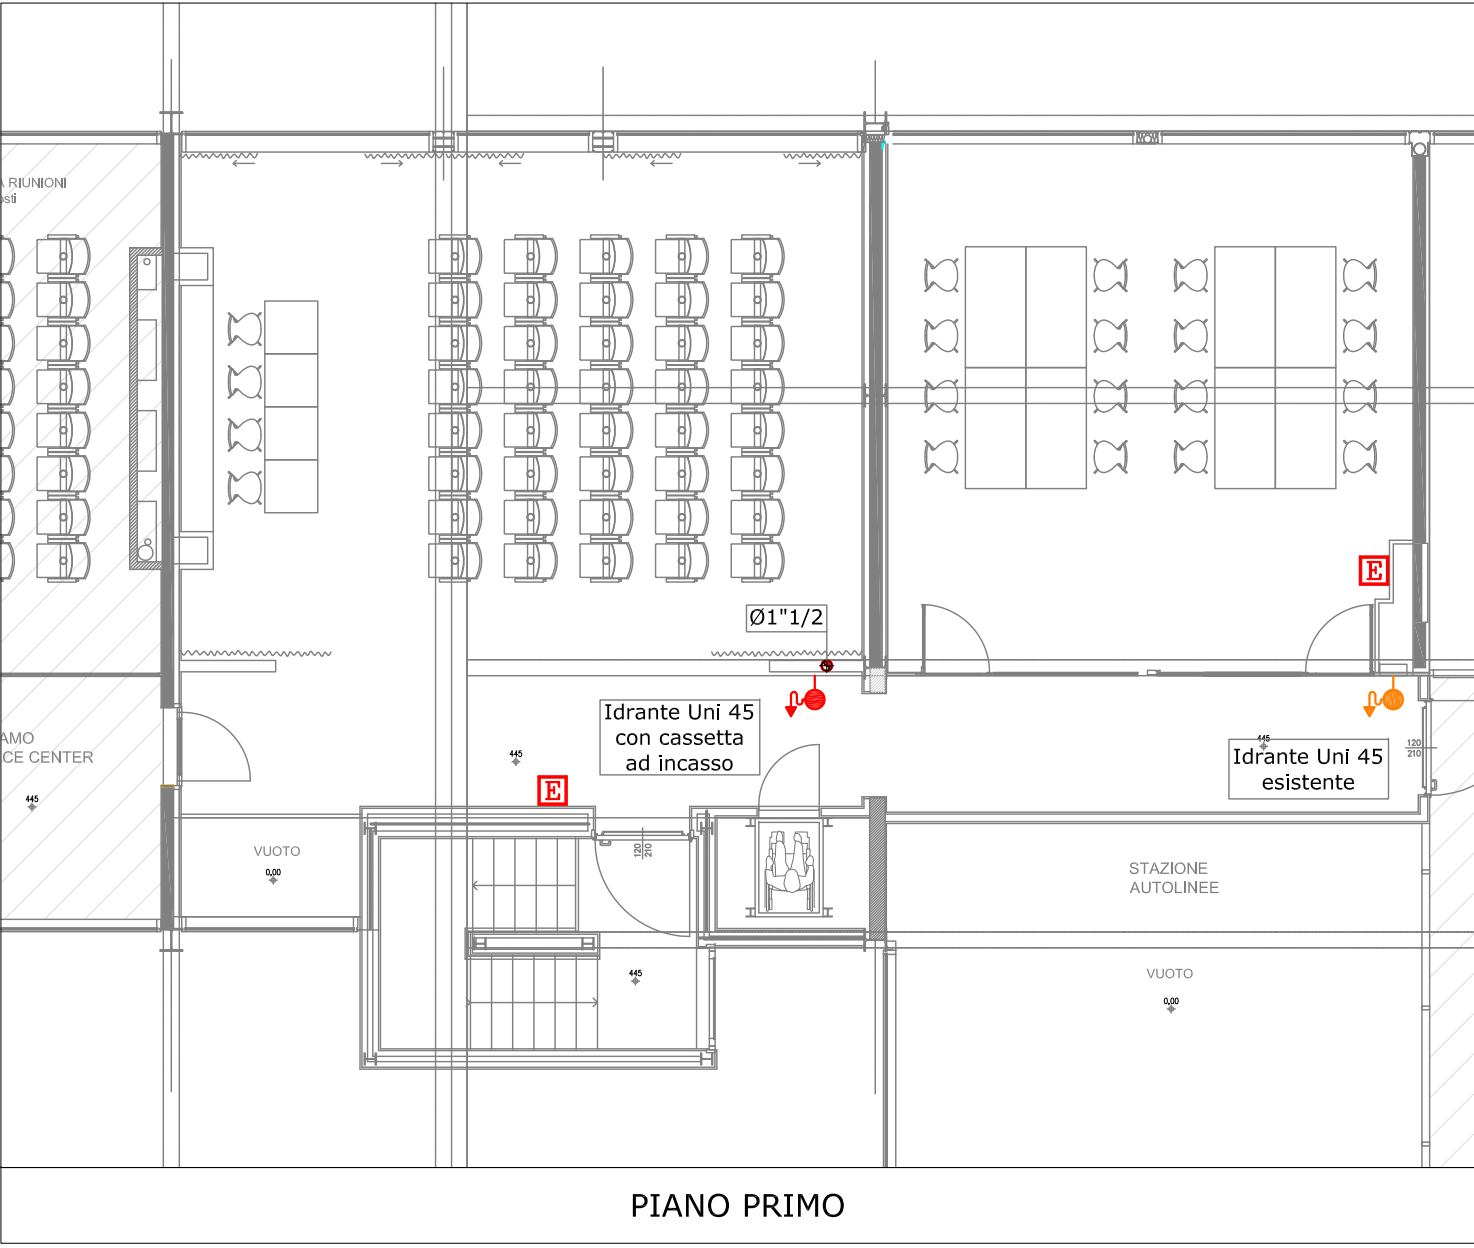 A RIUNIONI
osti
Ø1"1/2
E
Idrante Uni 45
con cassetta
ad incasso
445
E
AMO
CE CENTER
445
445
Idrante Uni 45
esistente
120
210
VUOTO
0.00
120
210
STAZIONE
AUTOLINEE
445
VUOTO
0.00
PIANO PRIMO